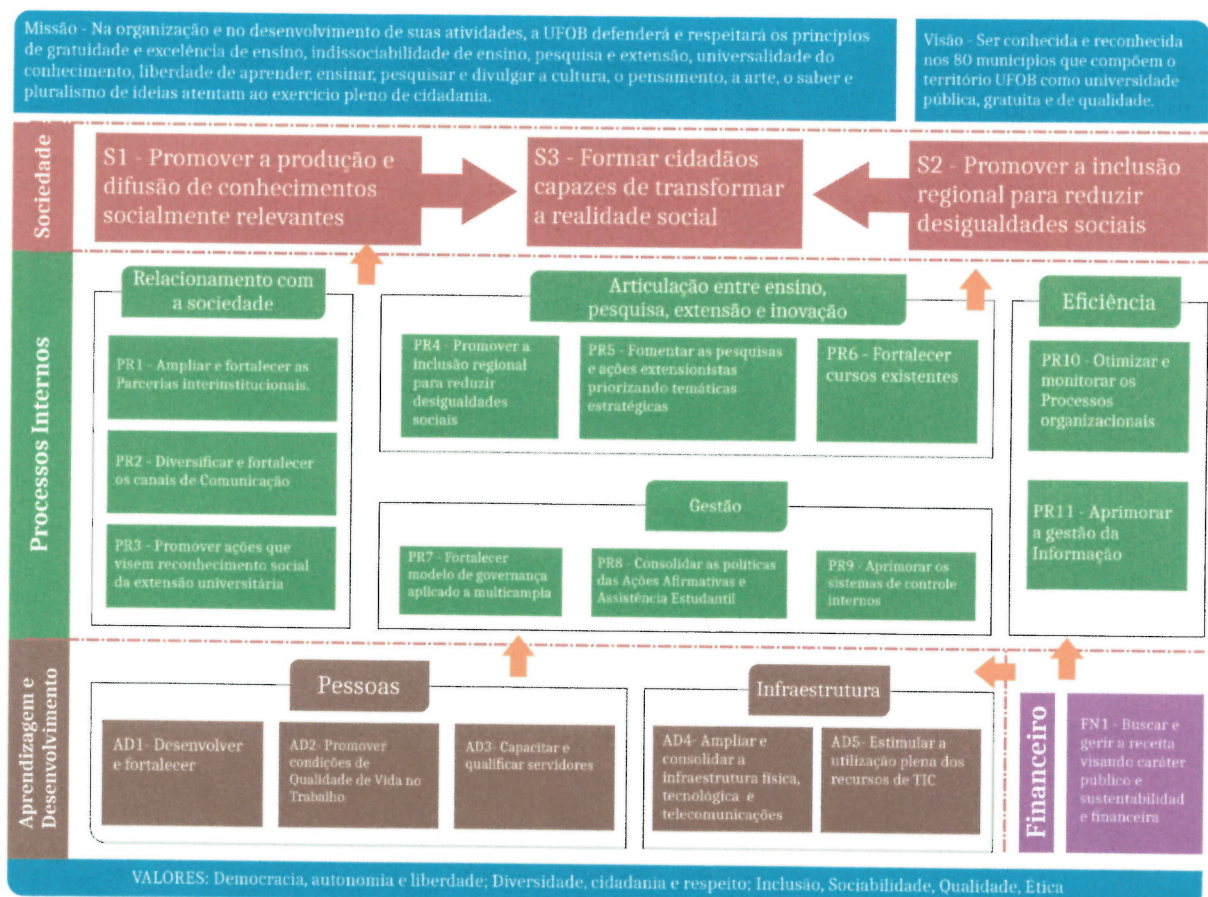 Missão - Na organização e no desenvolvimento de suas atividades, a UFOB defenderá e respeitará os princípios
de gratuidade e excelência de ensino, indissociabilidade de ensino, pesquisa e extensão, universalidade do
conhecimento, liberdade de aprender, ensinar, pesquisar e divulgar a cultura, o pensamento, a arte, o saber e
pluralismo de ideias atentam ao exercício pleno de cidadania.
Visão - Ser conhecida e reconhecida
nos 80 municípios que compõem o
território UFOB como universidade
pública, gratuita e de qualidade.
Sociedade
S1 - Promover a produção e
difusão de conhecimentos
socialmente relevantes
S3 - Formar cidadãos
capazes de transformar
a realidade social
S2 - Promover a inclusão
regional para reduzir
desigualdades sociais
Processos Internos
Relacionamento com
a sociedade
PR1 - Ampliar e fortalecer as
Parcerias interinstitucionais.
PR2 - Diversificar e fortalecer
os canais de Comunicação
PR3 - Promover ações que
visem reconhecimento social
da extensão universitária
Articulação entre ensino,
pesquisa, extensão e inovação
PR4 - Promover a
inclusão regional
para reduzir
desigualdades
sociais
PR5 - Fomentar as pesquisas
e ações extensionistas
priorizando temáticas
estratégicas
PR6 - Fortalecer
cursos existentes
Gestão
PR7 - Fortalecer
modelo de governança
aplicado a multicampia
PR8 - Consolidar as políticas
das Ações Afirmativas e
Assistência Estudantil
PR9 - Aprimorar os
sistemas de controle
internos
Eficiência
PR10 - Otimizar e
monitorar os
Processos
organizacionais
PR11 - Aprimorar
a gestão da
Informação
Aprendizagem e
Desenvolvimento
Pessoas
AD1- Desenvolver
e fortalecer
AD2- Promover
condições de
Qualidade de Vida no
Trabalho
AD3- Capacitar e
qualificar servidores
Infraestrutura
AD4- Ampliar e
consolidar a
infraestrutura física,
tecnológica e
telecomunicações
AD5- Estimular a
utilização plena dos
recursos de TIC
Financeiro
FN1 - Buscar e
gerir a receita
visando caráter
público e
sustentabilidad
e financeira
VALORES: Democracia, autonomia e liberdade; Diversidade, cidadania e respeito; Inclusão, Sociabilidade, Qualidade, Ética